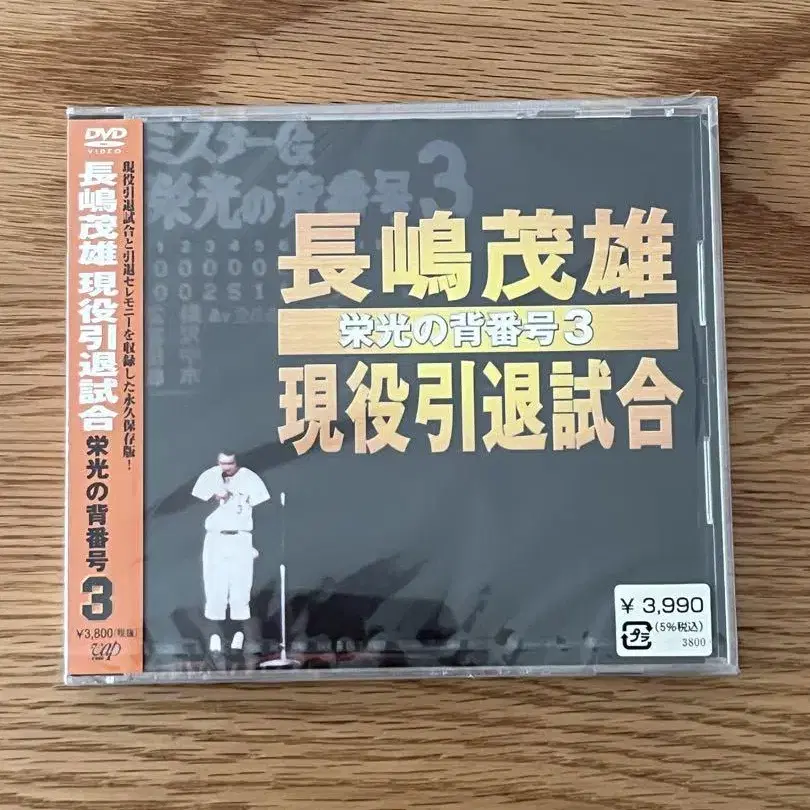 DVD
VIDEO
現役引退試合と引退セレモニーを収録した永久保存版!
長嶋茂雄 現役引退試合 栄光の背番号3
¥3,800(税抜)
vap
ミスターG
栄光の背番号3
長嶋茂雄
栄光の背番号3
現役引退試合
¥ 3,990
(5%税込)
プラ
3800